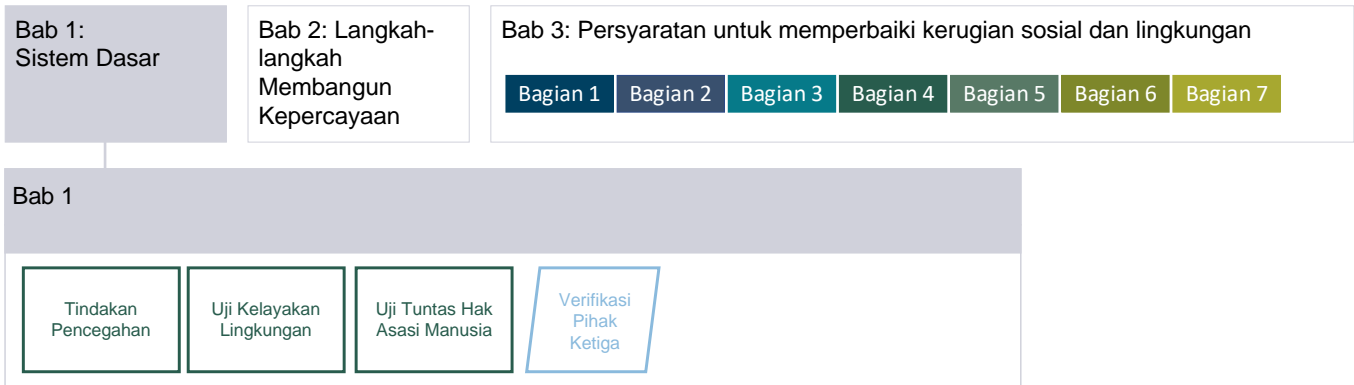 Bab 1:
Sistem Dasar
Bab 2: Langkah-
langkah
Membangun
Kepercayaan
Bab 3: Persyaratan untuk memperbaiki kerugian sosial dan lingkungan
Bagian 1 Bagian 2 Bagian 3 Bagian 4 Bagian 5 Bagian 6 Bagian 7
Bab 1
Tindakan
Pencegahan
Uji Kelayakan
Lingkungan
Uji Tuntas Hak
Asasi Manusia
Verifikasi
Pihak
Ketiga